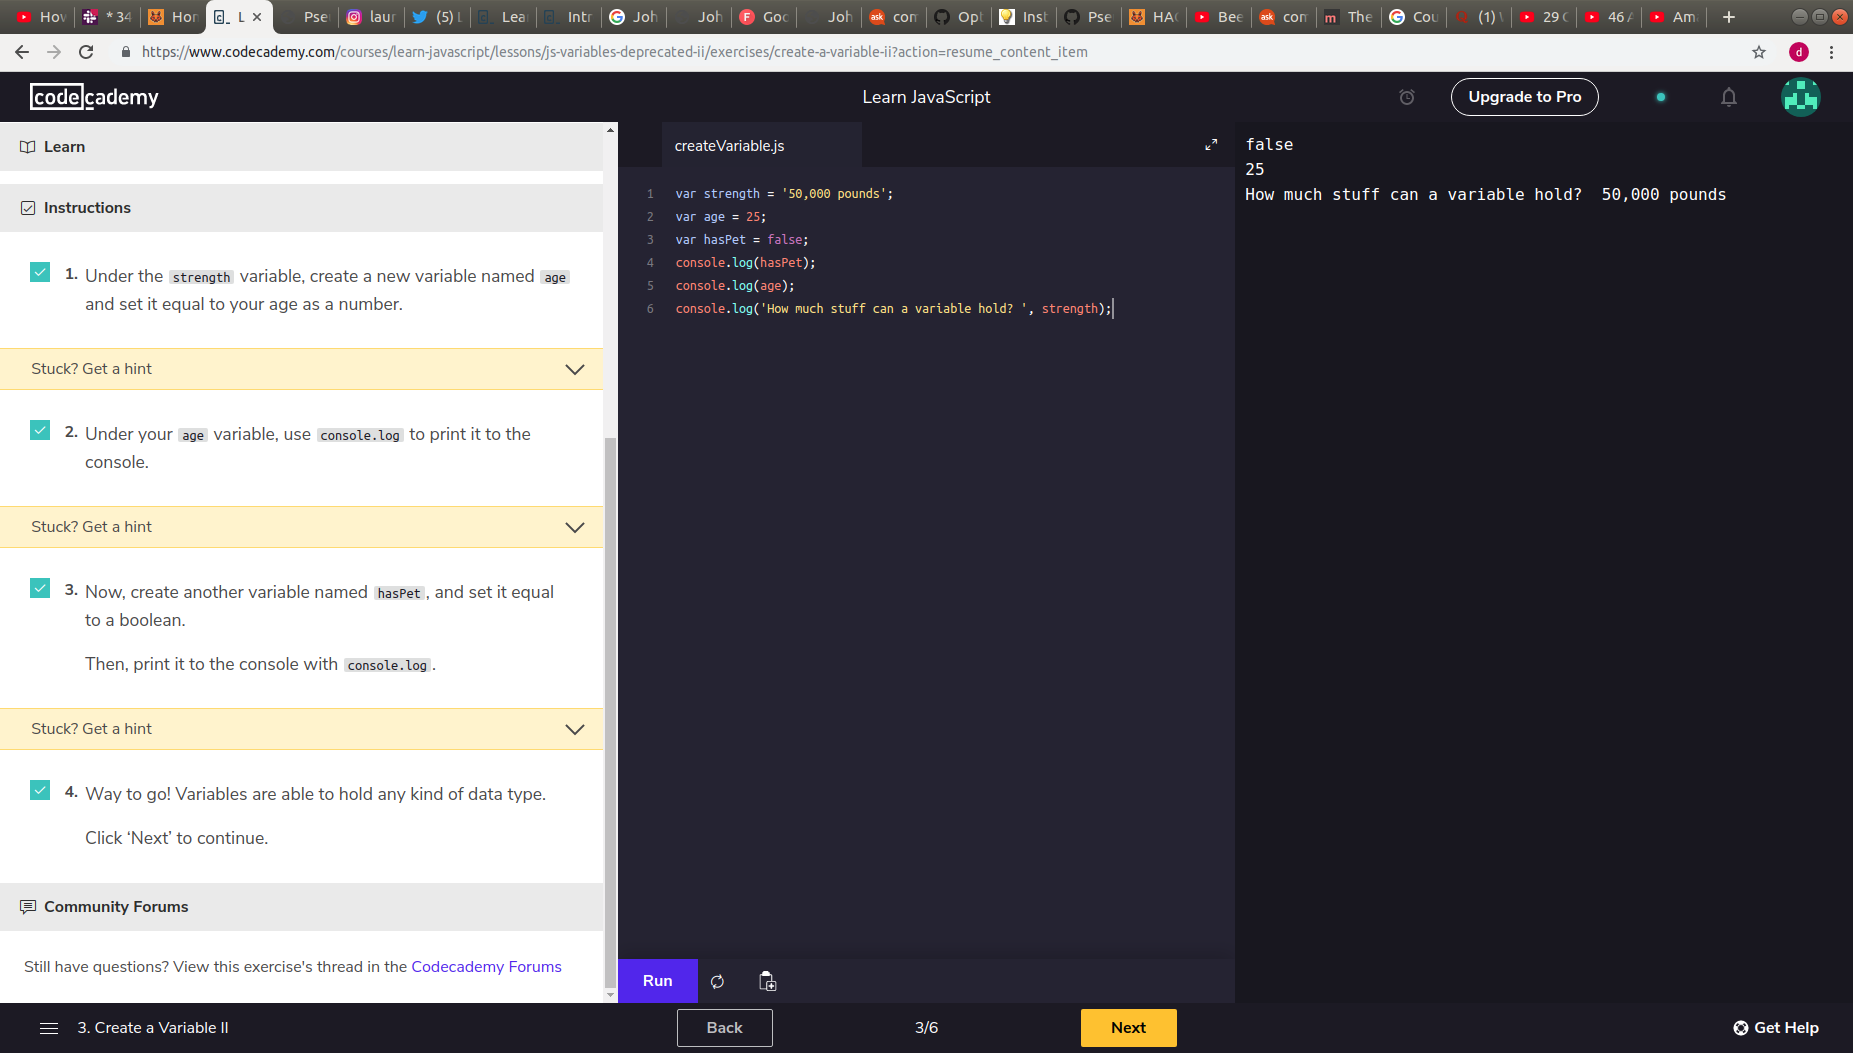 How
* 34
Hon
L
Pse
laur
(5) L
Lear
Intr
Joh
Joh
Goo
Joh
ask
com
Opt
Inst
Pse
HAC
Bee
ask
com
m
The
Cou
(1)
29
46
Am
https://www.codecademy.com/courses/learn-javascript/lessons/js-variables-deprecated-ii/exercises/create-a-variable-ii?action=resume_content_item
d
codecademy
Learn JavaScript
Upgrade to Pro
Learn
Instructions
1. Under the strength variable, create a new variable named age
and set it equal to your age as a number.
Stuck? Get a hint
2. Under your age variable, use console.log to print it to the
console.
Stuck? Get a hint
3. Now, create another variable named hasPet, and set it equal
to a boolean.
Then, print it to the console with console.log.
Stuck? Get a hint
4. Way to go! Variables are able to hold any kind of data type.
Click ‘Next’ to continue.
Community Forums
Still have questions? View this exercise's thread in the Codecademy Forums
createVariable.js
1 var strength = '50,000 pounds';
2 var age = 25;
3 var hasPet = false;
4 console.log(hasPet);
5 console.log(age);
6 console.log('How much stuff can a variable hold? ', strength);
Run
false
25
How much stuff can a variable hold?  50,000 pounds
3. Create a Variable II
Back
3/6
Next
Get Help